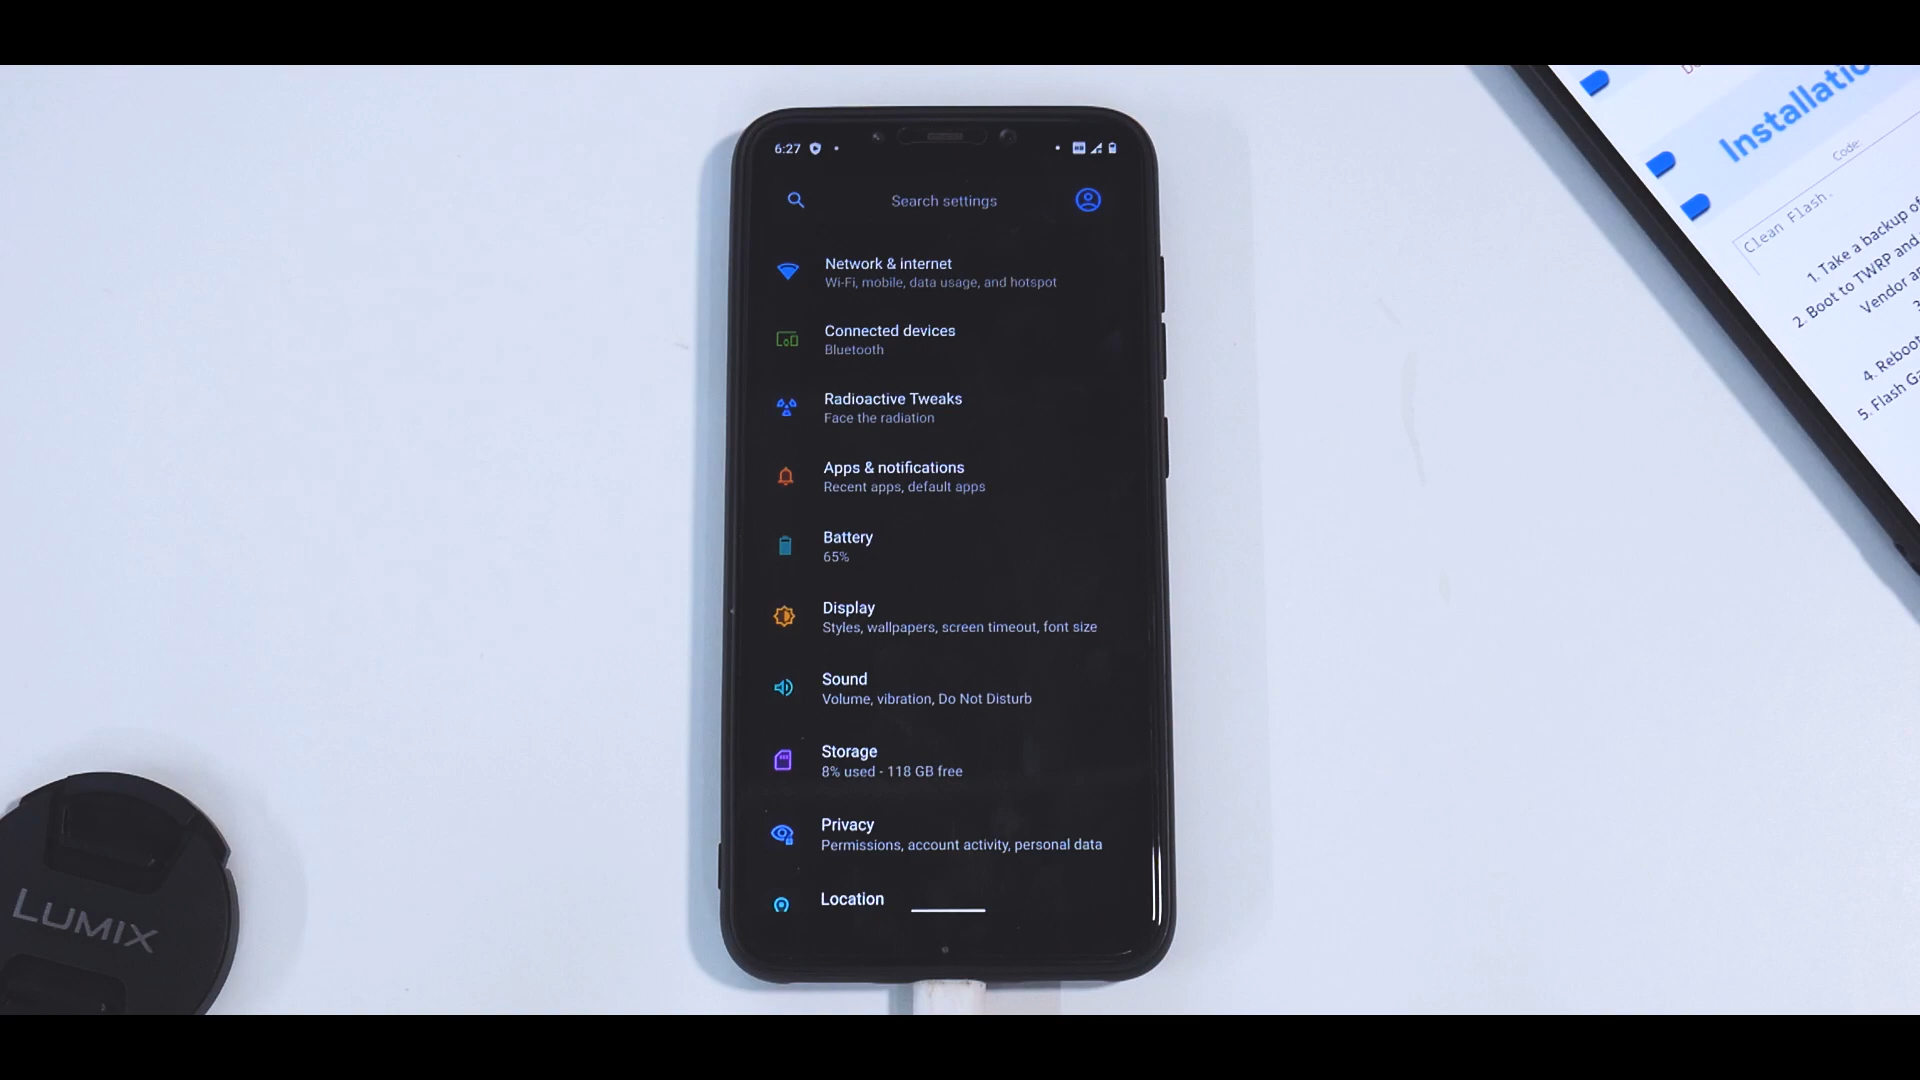 6:27
Search settings
Network & internet
Wi-Fi, mobile, data usage, and hotspot
Connected devices
Bluetooth
Radioactive Tweaks
Face the radiation
Apps & notifications
Recent apps, default apps
Battery
65%
Display
Styles, wallpapers, screen timeout, font size
Sound
Volume, vibration, Do Not Disturb
Storage
8% used - 118 GB free
Privacy
Permissions, account activity, personal data
Location
LUMIX
Installatio
Code:
Clean Flash.
1. Take a backup of
2. Boot to TWRP and
Vendor
4. Reboot
5. Flash